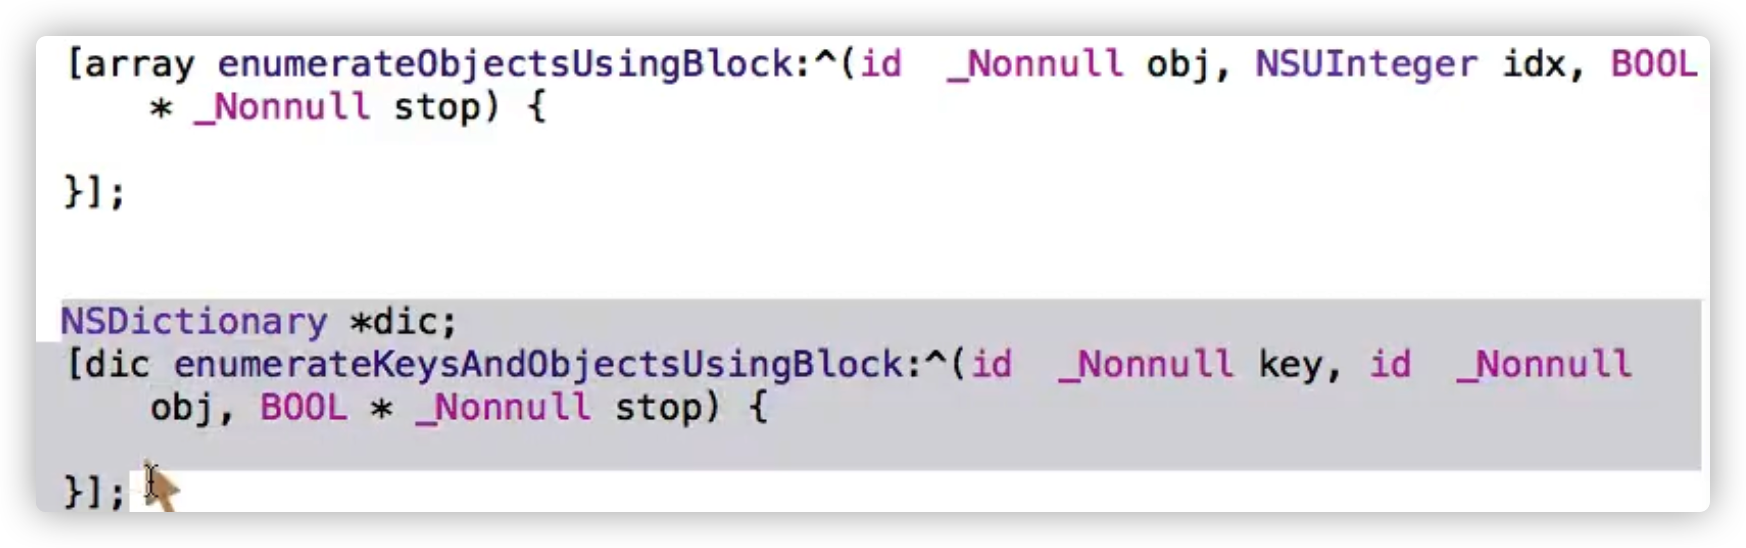 [array enumerateObjectsUsingBlock:^(id  _Nonnull obj, NSUInteger idx, BOOL
* _Nonnull stop) {
}];
NSDictionary *dic;
[dic enumerateKeysAndObjectsUsingBlock:^(id  _Nonnull key, id  _Nonnull
obj, BOOL * _Nonnull stop) {
}];